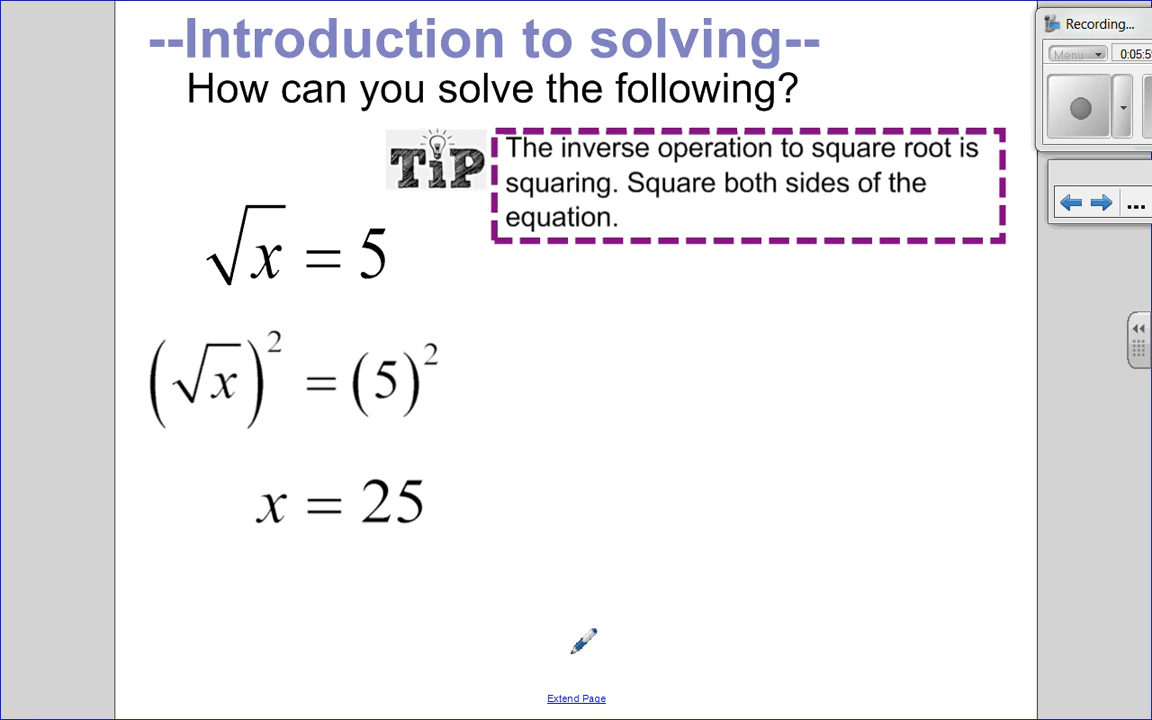 --Introduction to solving--
How can you solve the following?
TiP
The inverse operation to square root is
squaring. Square both sides of the
equation.
√x = 5
(√x)² = (5)²
x = 25
Extend Page
Recording...
Menu
0:05:5
...